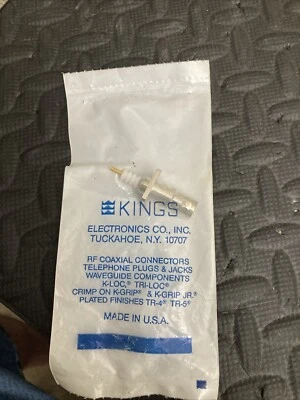 KINGS
ELECTRONICS CO., INC.
TUCKAHOE, N.Y. 10707
RF COAXIAL CONNECTORS
TELEPHONE PLUGS & JACKS
WAVEGUIDE COMPONENTS
K-LOC,® TRI-LOC®
CRIMP ON K-GRIP® & K-GRIP JR.®
PLATED FINISHES TR-4® TR-5®
MADE IN U.S.A.